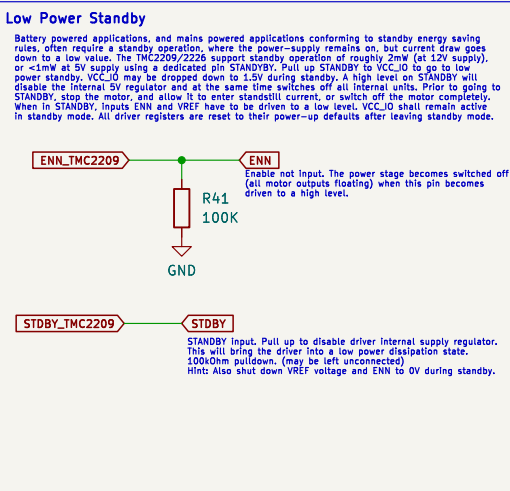 Low Power Standby
Battery powered applications, and mains powered applications conforming to standby energy saving
rules, often require a standby operation, where the power-supply remains on, but current draw goes
down to a low value. The TMC2209/2226 support standby operation of roughly 2mW (at 12V supply),
or <1mW at 5V supply using a dedicated pin STANDYBY. Pull up STANDBY to VCC_IO to go to low
power standby. VCC_IO may be dropped down to 1.5V during standby. A high level on STANDBY will
disable the internal 5V regulator and at the same time switches off all internal units. Prior to going to
STANDBY, stop the motor, and allow it to enter standstill current, or switch off the motor completely.
When in STANDBY, inputs ENN and VREF have to be driven to a low level. VCC_IO shall remain active
in standby mode. All driver registers are reset to their power-up defaults after leaving standby mode.
ENN_TMC2209
ENN
Enable not input. The power stage becomes switched off
(all motor outputs floating) when this pin becomes
driven to a high level.
R41
100K
GND
STDBY_TMC2209
STDBY
STANDBY input. Pull up to disable driver internal supply regulator.
This will bring the driver into a low power dissipation state.
100kOhm pulldown. (may be left unconnected)
Hint: Also shut down VREF voltage and ENN to 0V during standby.